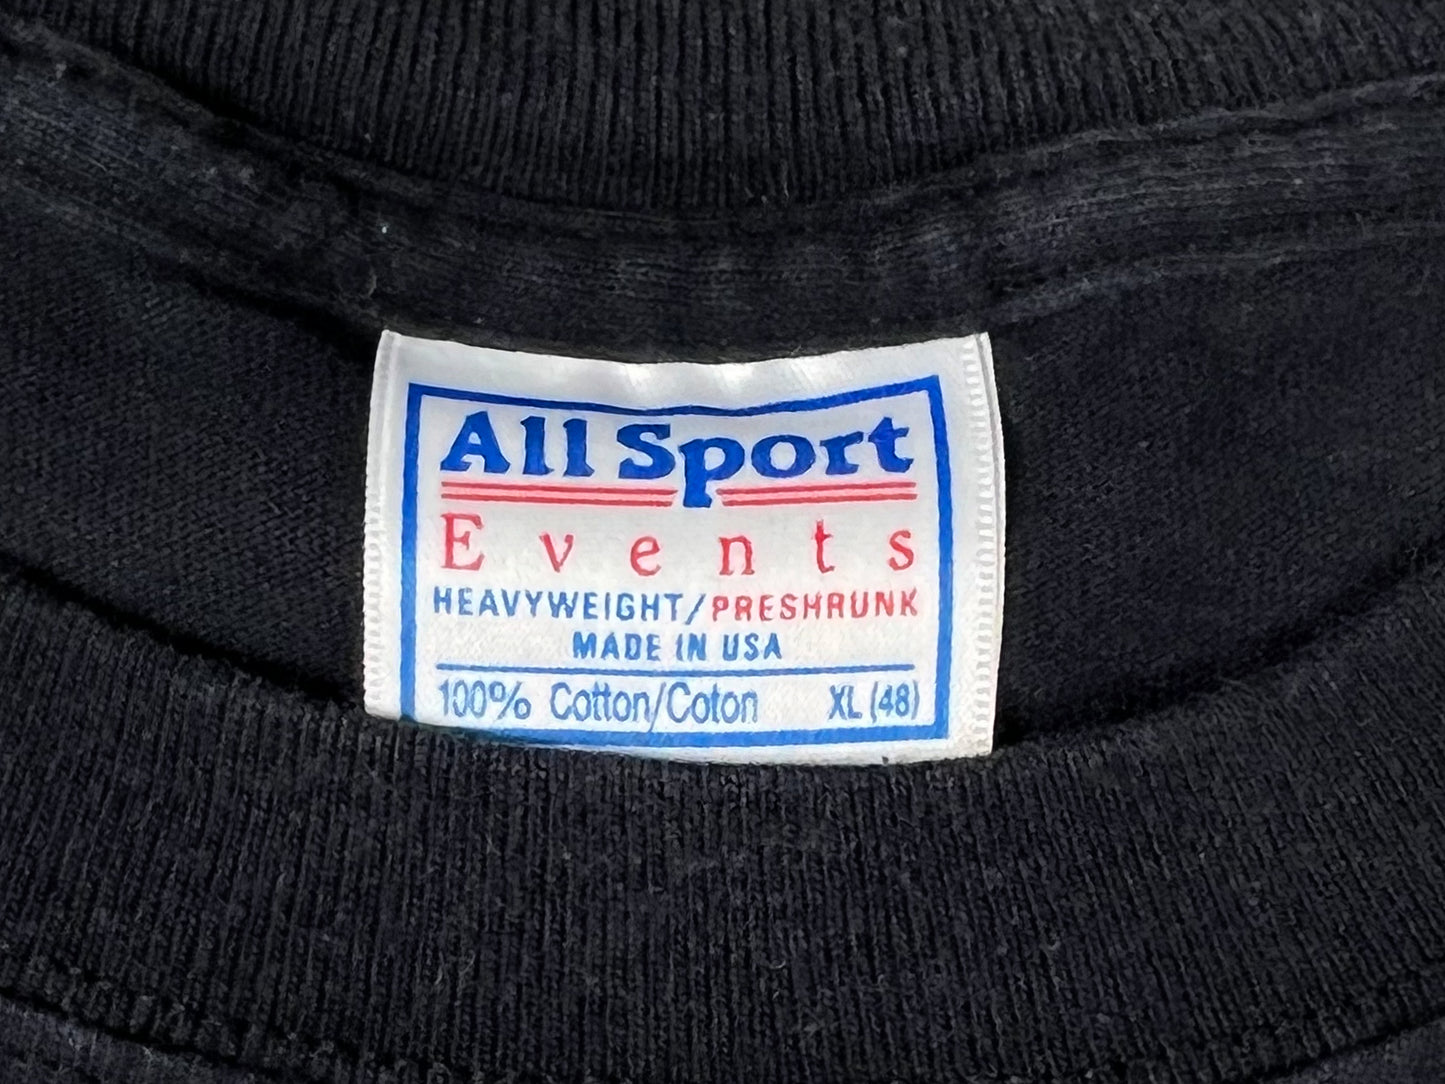 All Sport
Events
HEAVYWEIGHT/PRESHRUNK
MADE IN USA
100% Cotton/Coton XL (48)